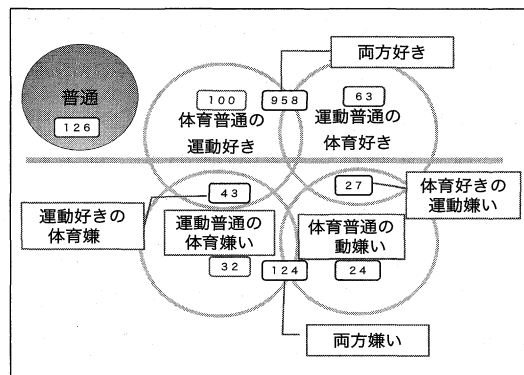 両方好き
普通
126
100
体育普通の
運動好き
958
63
運動普通の
体育好き
43
27
体育好きの
運動嫌い
運動好きの
体育嫌
運動普通の
体育嫌い
32
体育普通の
動嫌い
124
24
両方嫌い